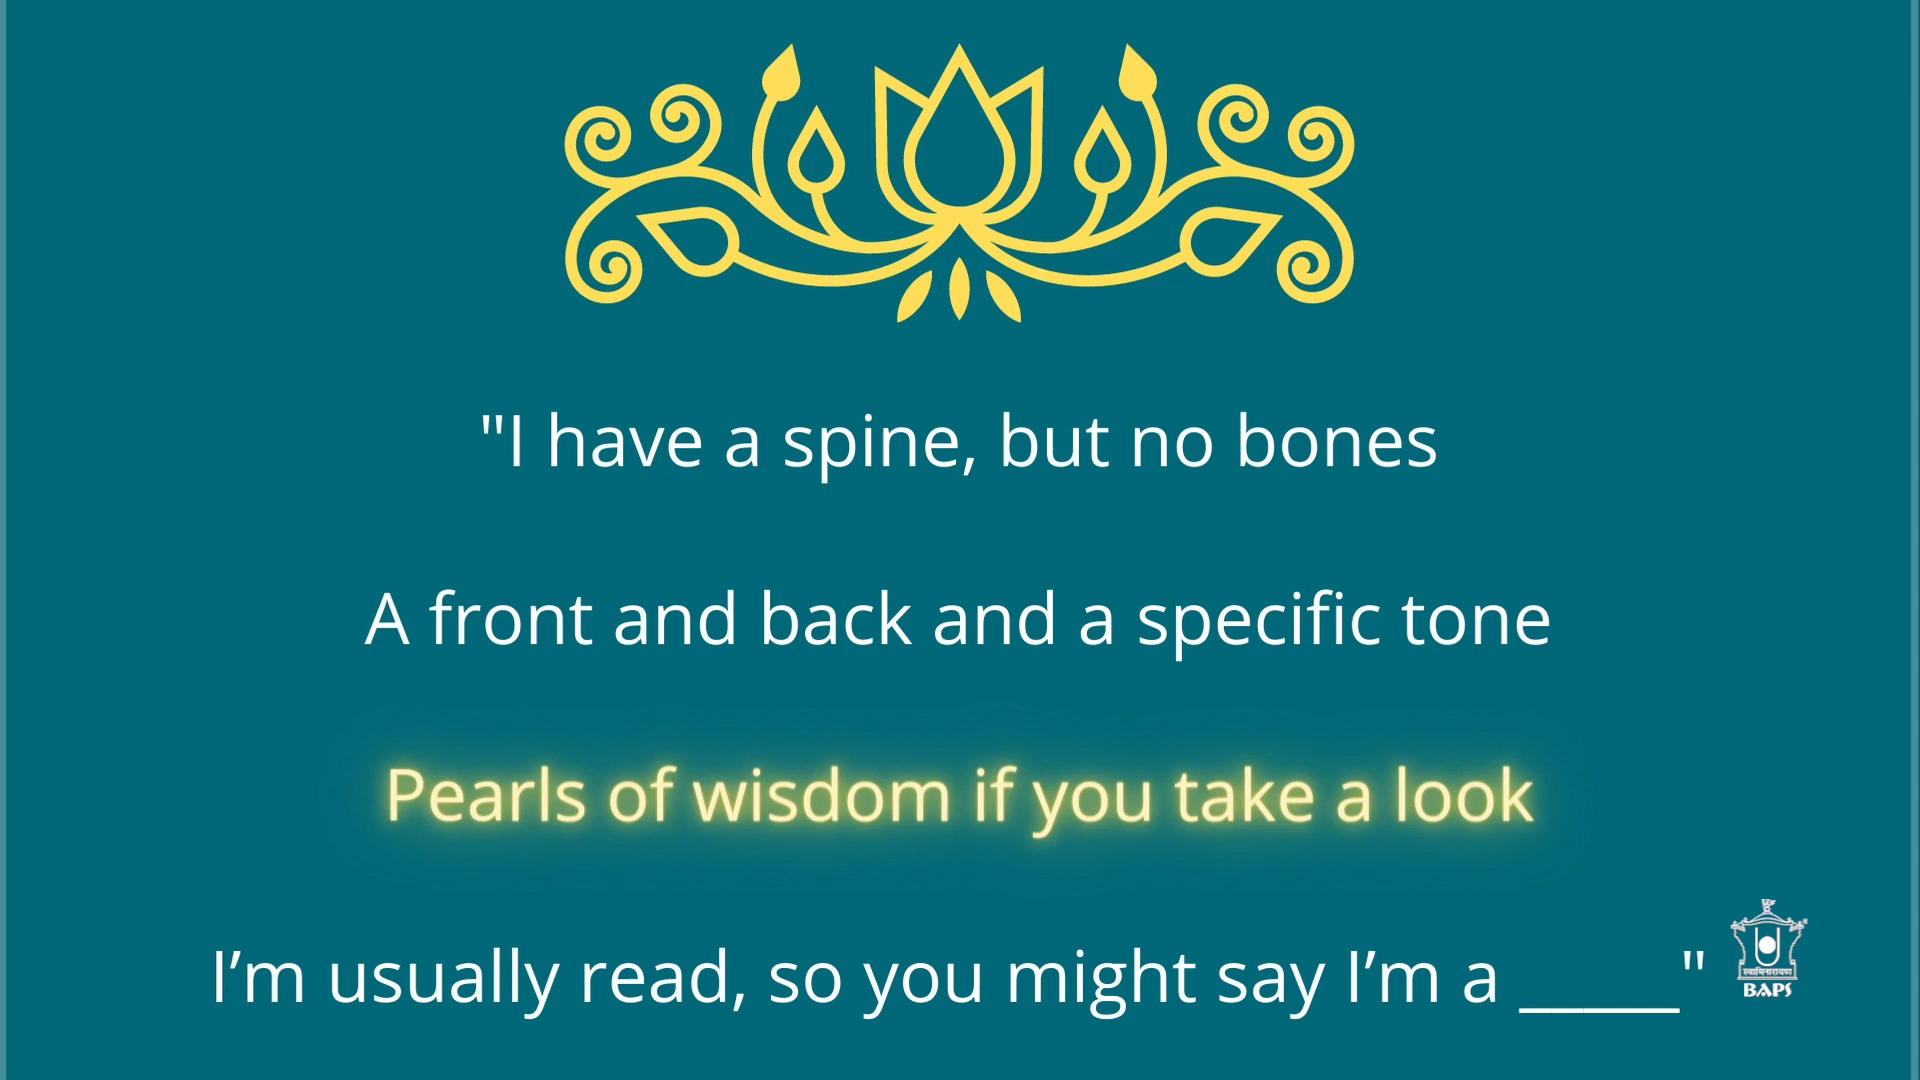 "I have a spine, but no bones
A front and back and a specific tone
Pearls of wisdom if you take a look
I’m usually read, so you might say I’m a _____"
स्वामिनारायण
BAPS